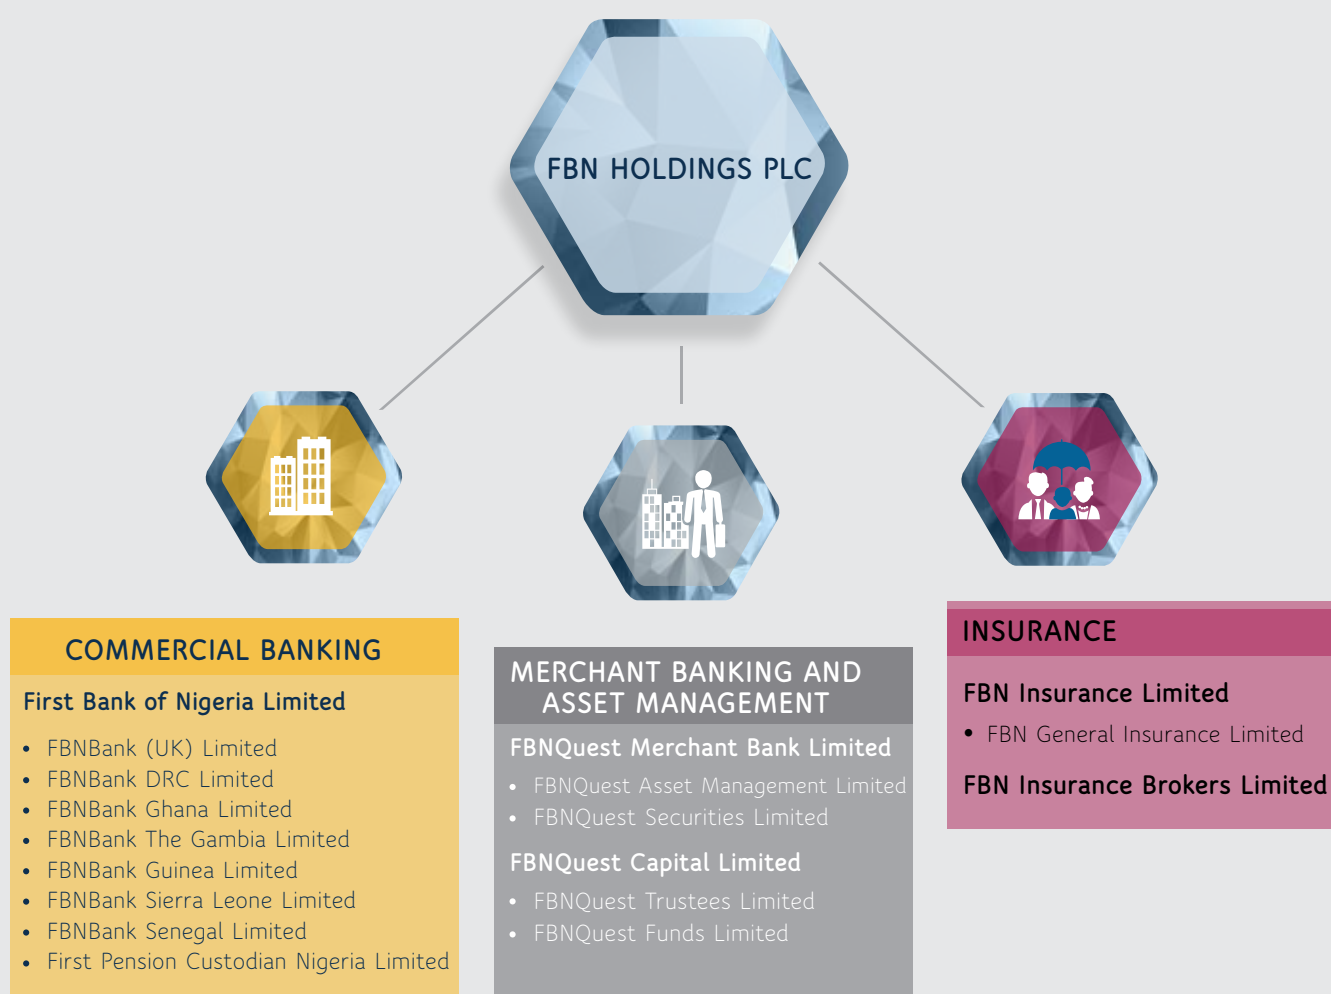 FBN HOLDINGS PLC
COMMERCIAL BANKING
First Bank of Nigeria Limited
• FBNBank (UK) Limited
• FBNBank DRC Limited
• FBNBank Ghana Limited
• FBNBank The Gambia Limited
• FBNBank Guinea Limited
• FBNBank Sierra Leone Limited
• FBNBank Senegal Limited
• First Pension Custodian Nigeria Limited
MERCHANT BANKING AND
ASSET MANAGEMENT
FBNQuest Merchant Bank Limited
• FBNQuest Asset Management Limited
• FBNQuest Securities Limited
FBNQuest Capital Limited
• FBNQuest Trustees Limited
• FBNQuest Funds Limited
INSURANCE
FBN Insurance Limited
• FBN General Insurance Limited
FBN Insurance Brokers Limited